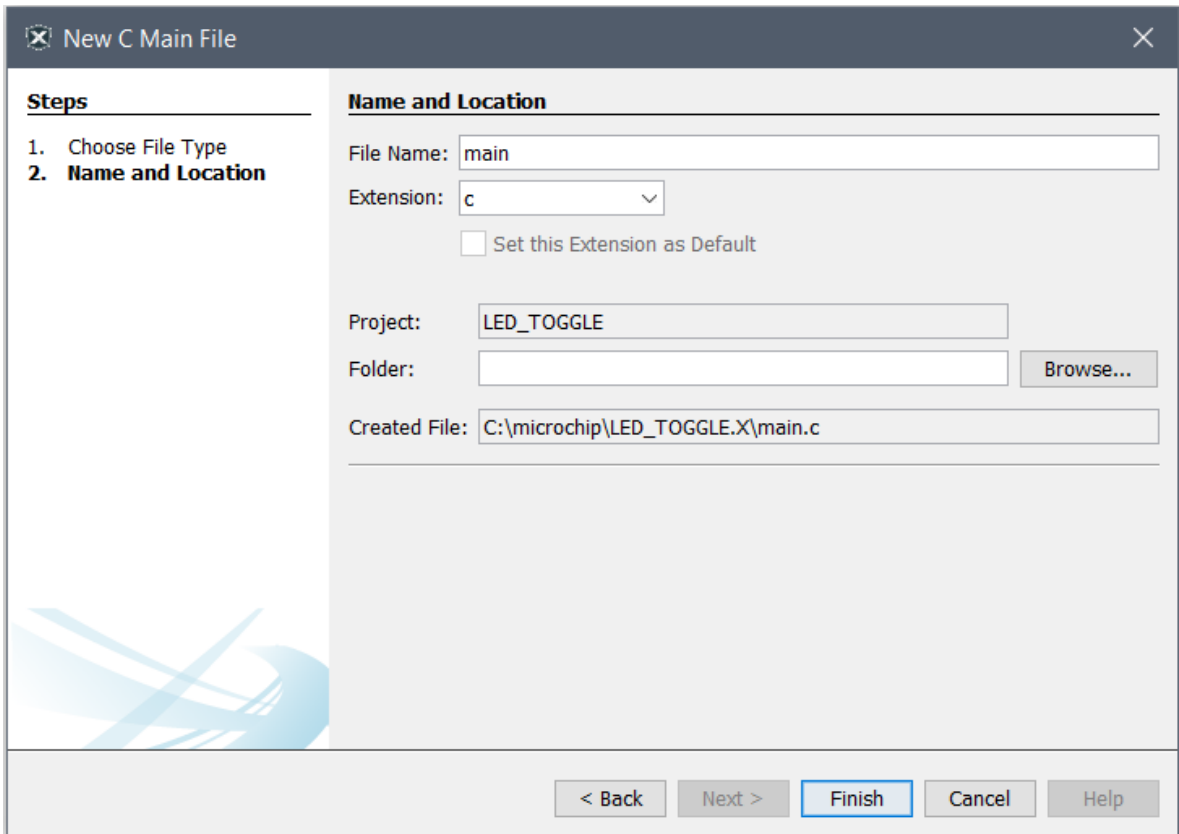 New C Main File
Steps
1. Choose File Type
2. Name and Location
Name and Location
File Name: main
Extension: c
Set this Extension as Default
Project: LED_TOGGLE
Folder: Browse...
Created File: C:\microchip\LED_TOGGLE.X\main.c
< Back Next > Finish Cancel Help